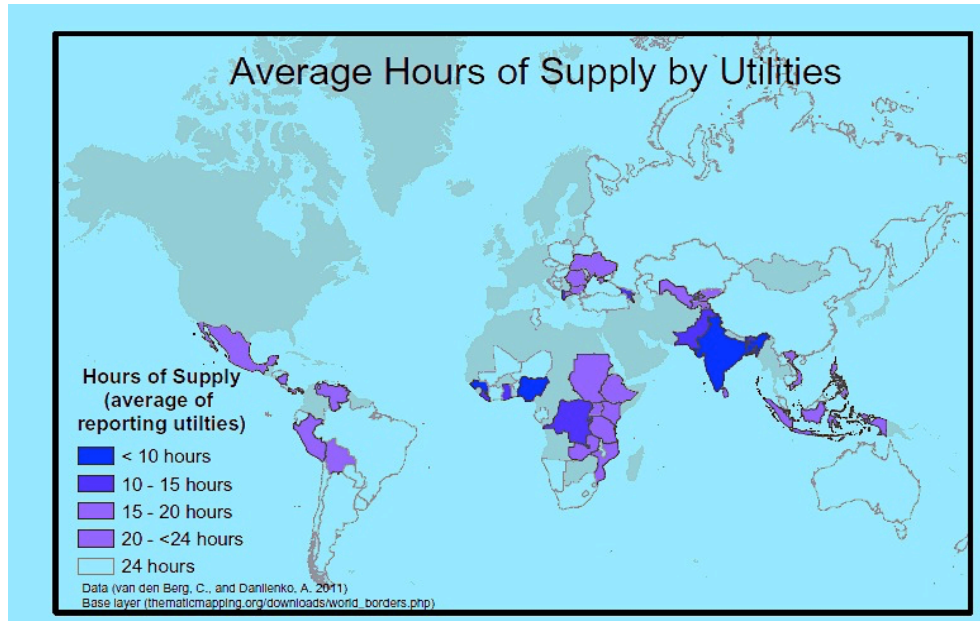 Average Hours of Supply by Utilities
Hours of Supply
(average of
reporting utilties)
< 10 hours
10 - 15 hours
15 - 20 hours
20 - <24 hours
24 hours
Data (van den Berg, C., and Danilenko, A. 2011)
Base layer (thematicmapping.org/downloads/world_borders.php)